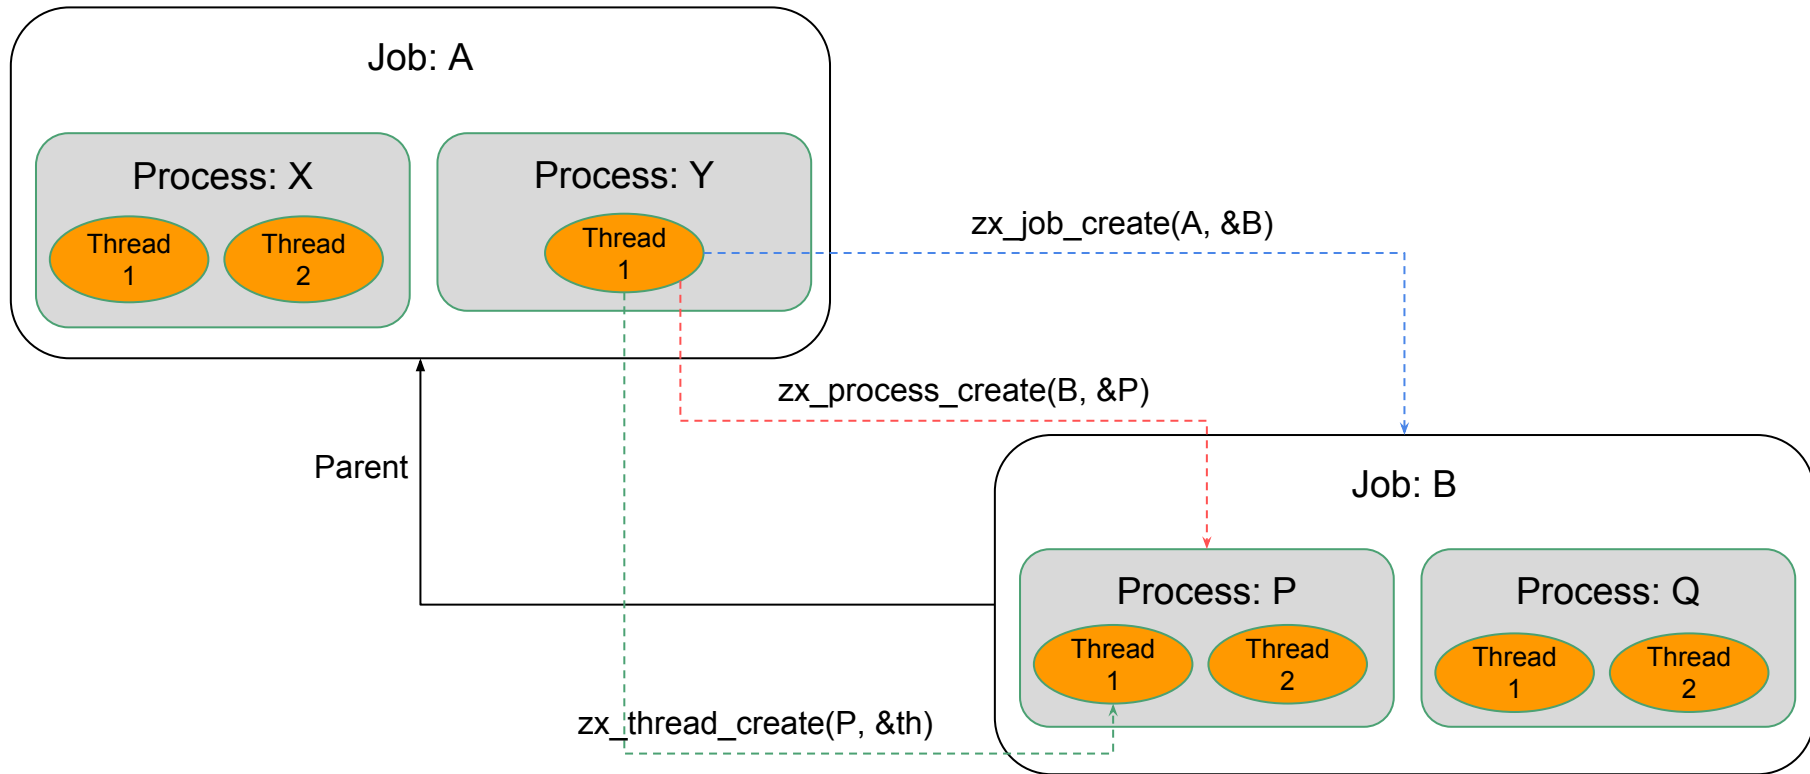 Job: A
Process: X
Process: Y
Thread
1
Thread
2
Thread
1
zx_job_create(A, &B)
zx_process_create(B, &P)
Parent
Job: B
Process: P
Process: Q
Thread
1
Thread
2
Thread
1
Thread
2
zx_thread_create(P, &th)